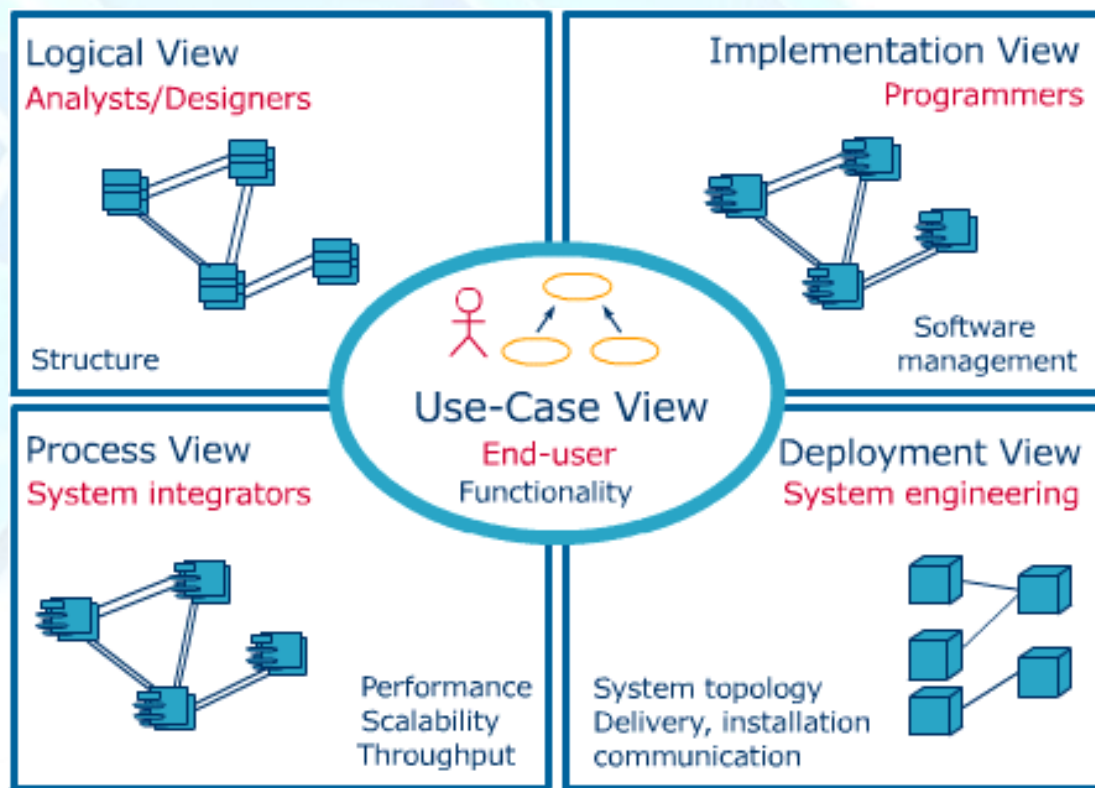 Logical View
Analysts/Designers
Structure
Implementation View
Programmers
Software
management
Use-Case View
End-user
Functionality
Process View
System integrators
Performance
Scalability
Throughput
Deployment View
System engineering
System topology
Delivery, installation
communication